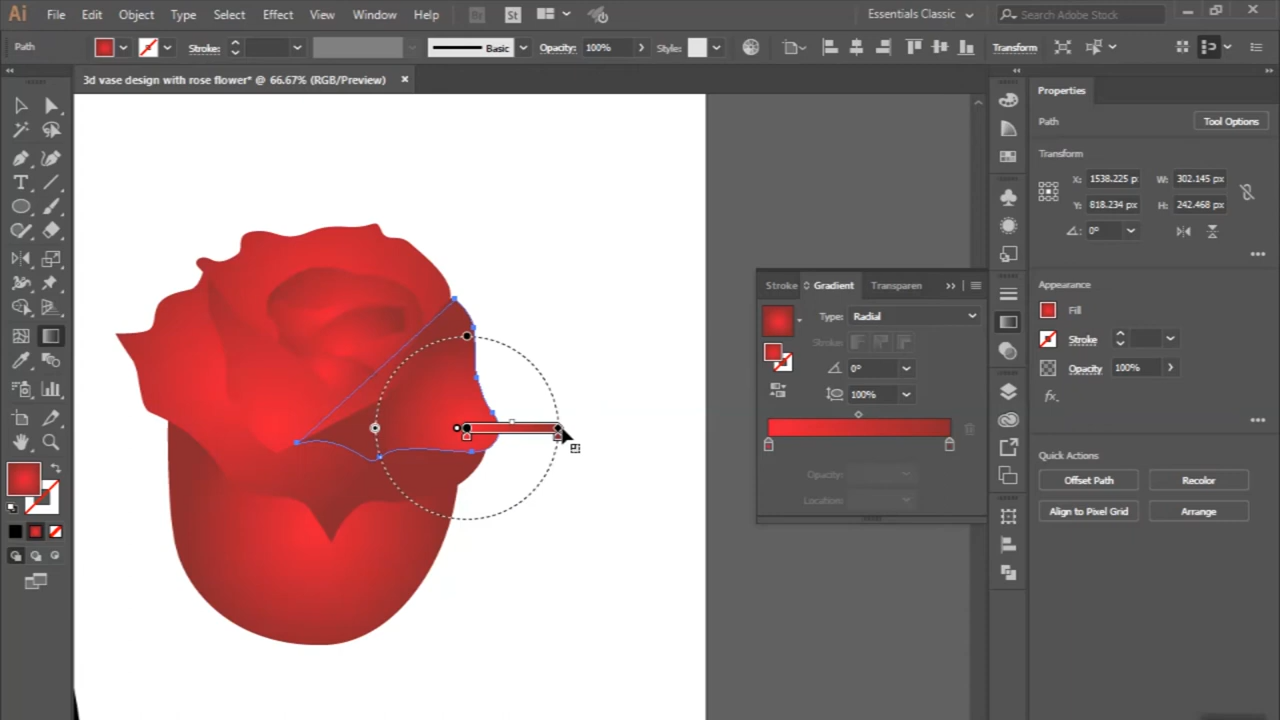 Ai File Edit Object Type Select Effect View Window Help Br St Essentials Classic Search Adobe Stock
Path Stroke: Basic Opacity: 100% Style: Transform
3d vase design with rose flower* @ 66.67% (RGB/Preview) ×
Properties
Path Tool Options
Transform
X: 1538.225 p W: 302.145 px
Y: 818.234 px H: 242.468 px
0°
Stroke Gradient Transparen
Type: Radial
Stroke:
0°
100%
Opacity:
Location:
Appearance
Fill
Stroke
Opacity 100%
fx.
Quick Actions
Offset Path Recolor
Align to Pixel Grid Arrange